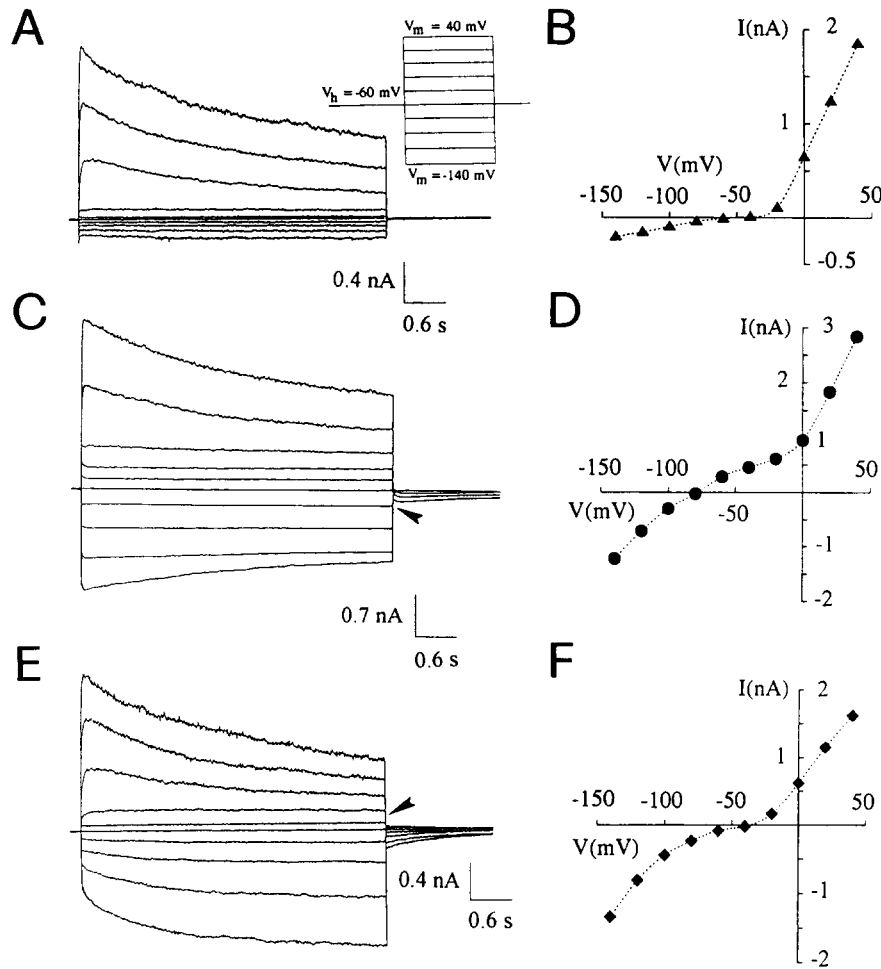 A
V_m = 40 mV
V_h = -60 mV
V_m = -140 mV
0.4 nA
0.6 s
B
I(nA)
2
1
V(mV)
-150
-100
-50
50
-0.5
C
0.7 nA
0.6 s
D
I(nA)
3
2
1
-150
-100
50
V(mV)
-50
-1
-2
E
0.4 nA
0.6 s
F
I(nA)
2
1
-150
-100
-50
50
V(mV)
-1
-2